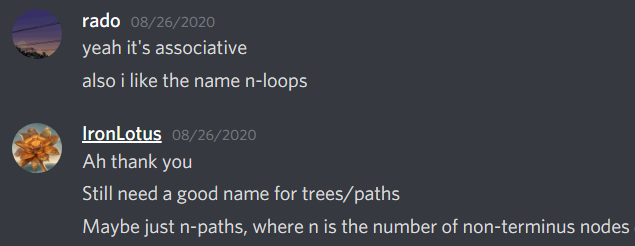 rado 08/26/2020
yeah it's associative
also i like the name n-loops
IronLotus 08/26/2020
Ah thank you
Still need a good name for trees/paths
Maybe just n-paths, where n is the number of non-terminus nodes